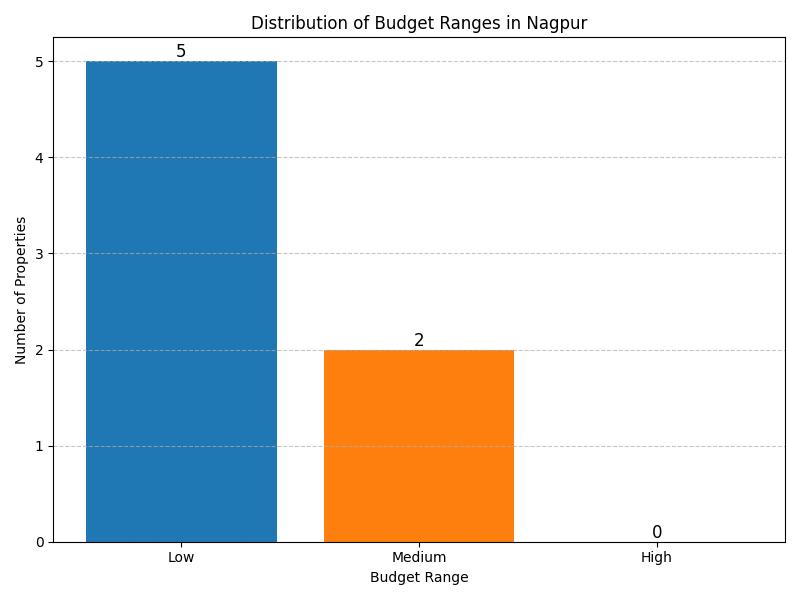 Distribution of Budget Ranges in Nagpur
5
2
0
5
4
3
2
1
0
Number of Properties
Low
Medium
High
Budget Range